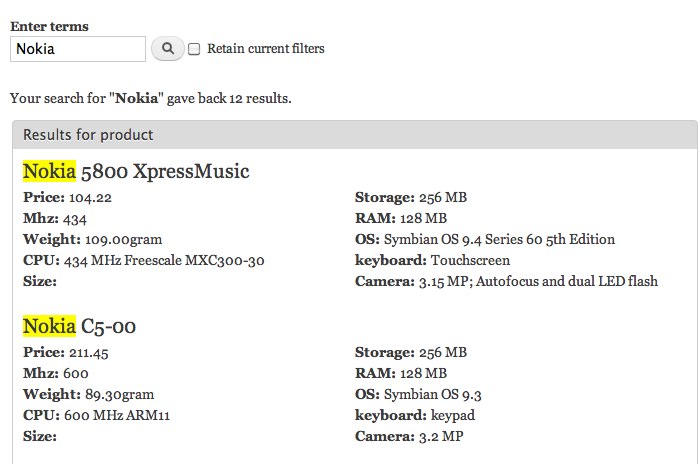 Enter terms
Nokia
Retain current filters
Your search for "Nokia" gave back 12 results.
Results for product
Nokia 5800 XpressMusic
Price: 104.22 Storage: 256 MB
Mhz: 434 RAM: 128 MB
Weight: 109.00gram OS: Symbian OS 9.4 Series 60 5th Edition
CPU: 434 MHz Freescale MXC300-30 keyboard: Touchscreen
Size: Camera: 3.15 MP; Autofocus and dual LED flash
Nokia C5-00
Price: 211.45 Storage: 256 MB
Mhz: 600 RAM: 128 MB
Weight: 89.30gram OS: Symbian OS 9.3
CPU: 600 MHz ARM11 keyboard: keypad
Size: Camera: 3.2 MP